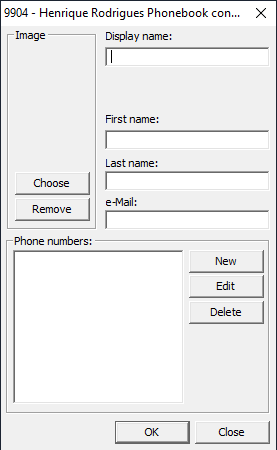 9904 - Henrique Rodrigues Phonebook con...
Image
Display name:
First name:
Choose
Last name:
Remove
e-Mail:
Phone numbers:
New
Edit
Delete
OK
Close